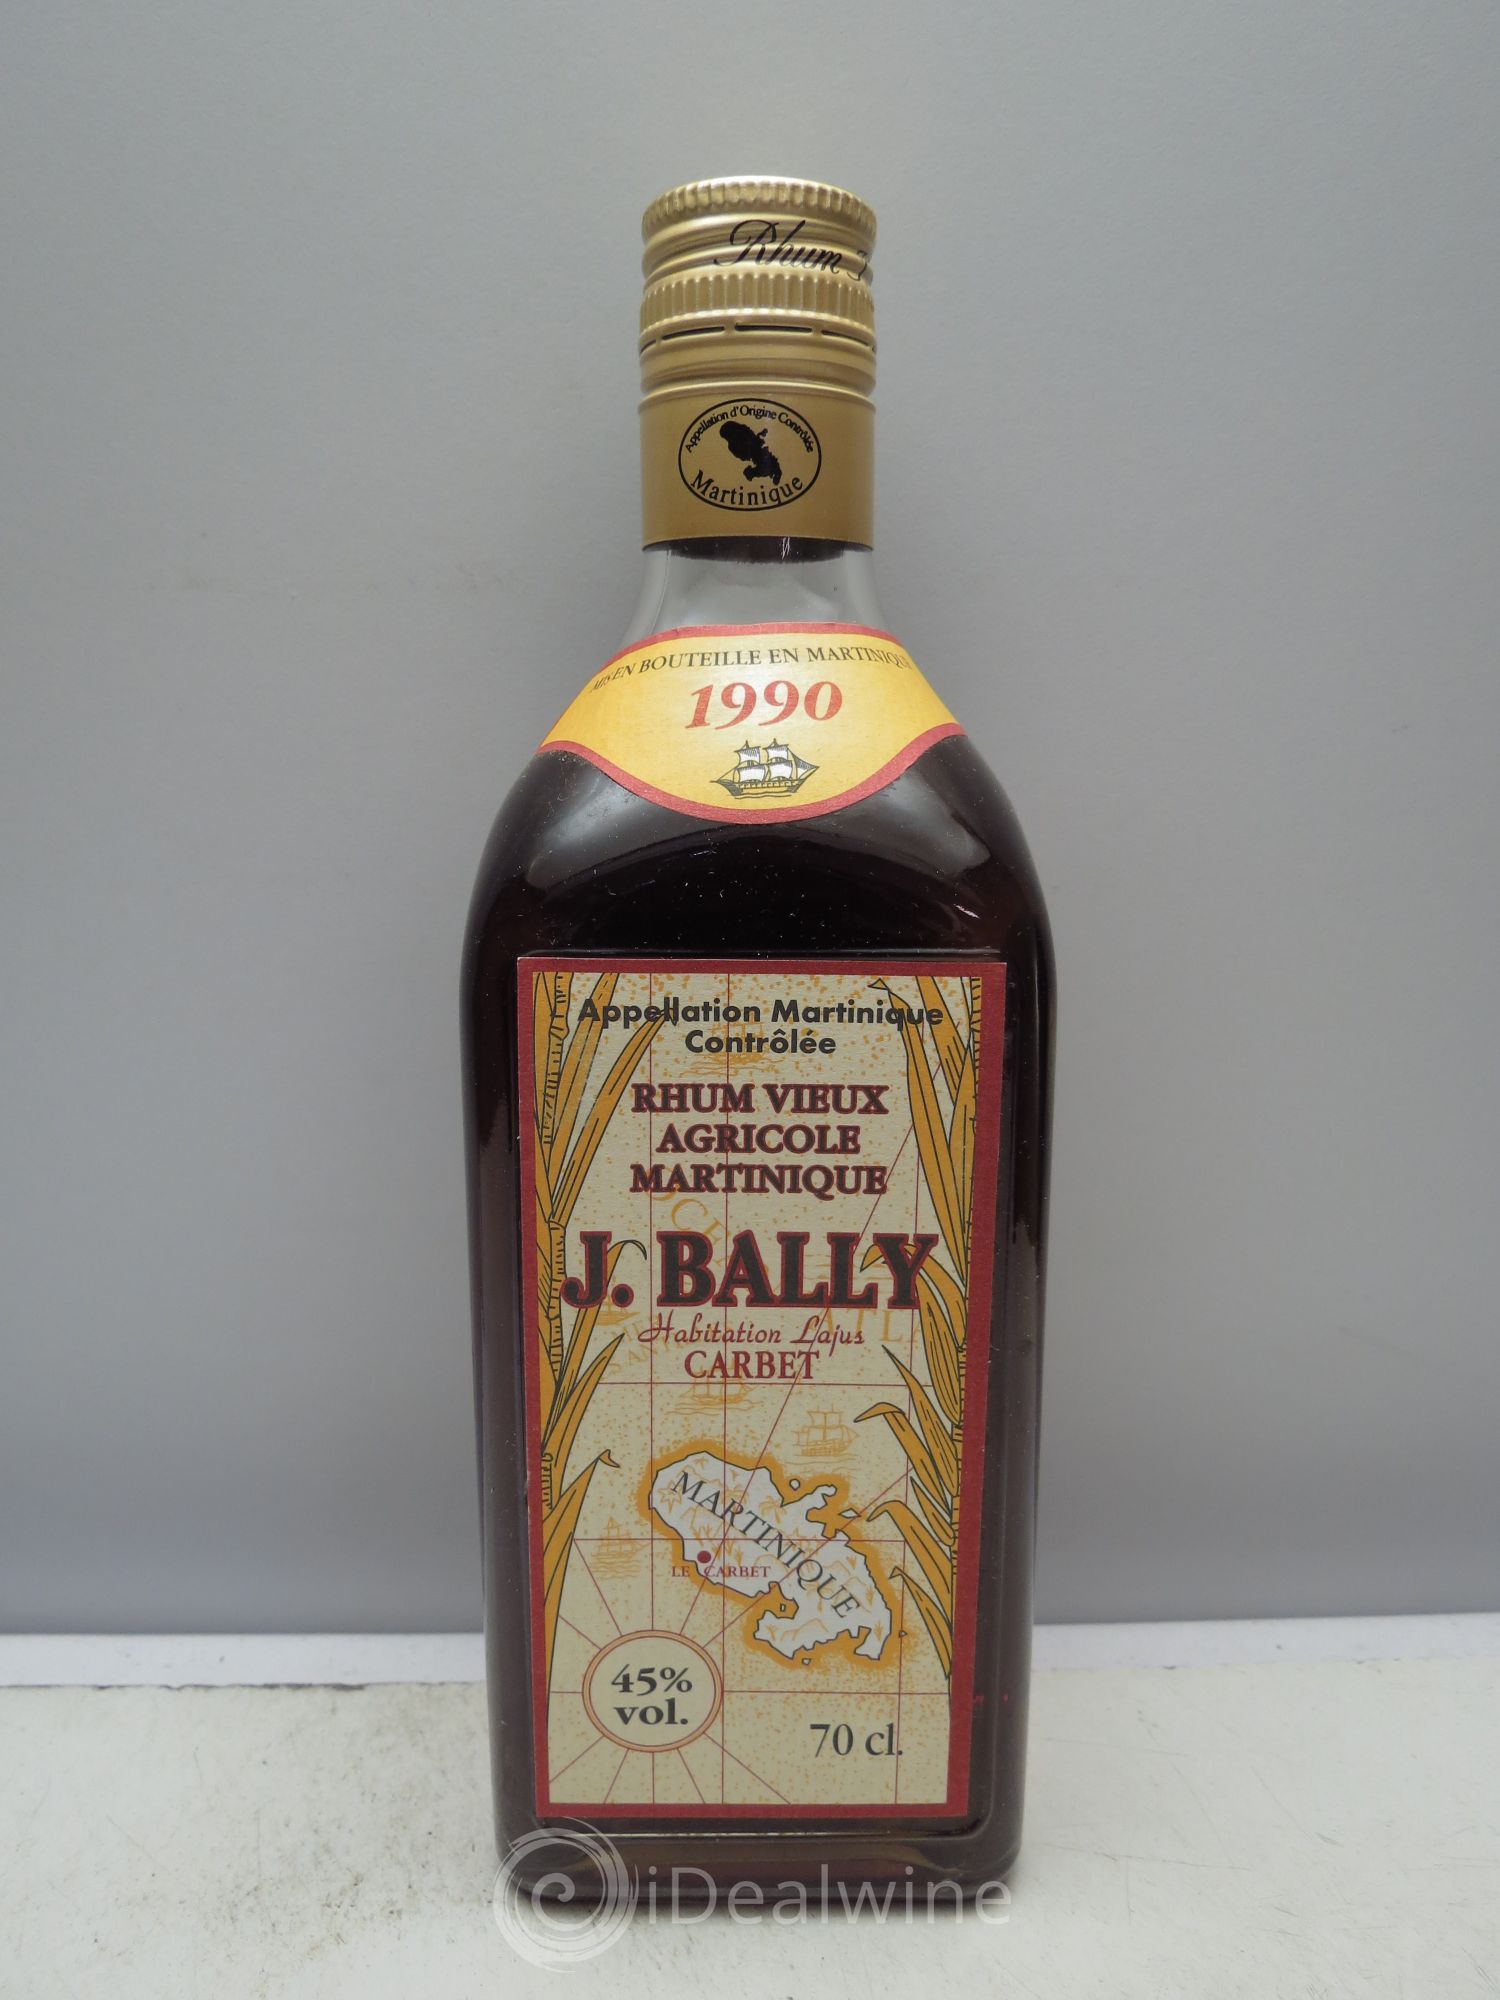 Rhum J
Appellation d'Origine Contrôlée
Martinique
MIS EN BOUTEILLE EN MARTINIQUE
1990
Appellation Martinique
Contrôlée
RHUM VIEUX
AGRICOLE
MARTINIQUE
J. BALLY
Habitation Lajus
CARBET
MARTINIQUE
LE CARBET
45%
vol.
70 cl.
iDealwine